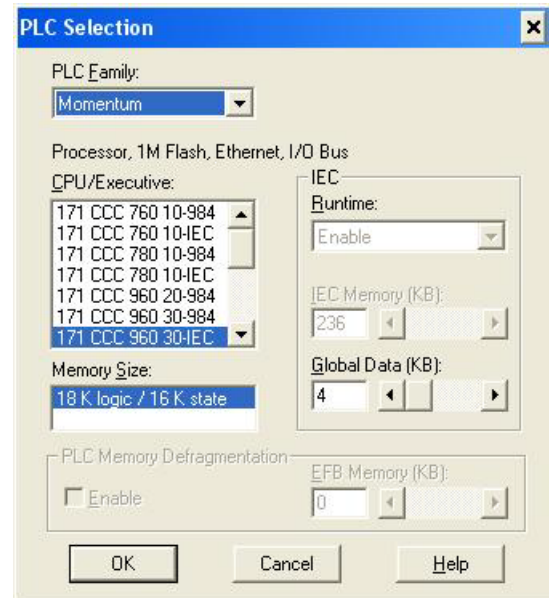 PLC Selection
PLC Family:
Momentum
Processor, 1M Flash, Ethernet, I/O Bus
CPU/Executive:
171 CCC 760 10-984
171 CCC 760 10-IEC
171 CCC 780 10-984
171 CCC 780 10-IEC
171 CCC 960 20-984
171 CCC 960 30-984
171 CCC 960 30-IEC
IEC
Runtime:
Enable
IEC Memory (KB):
236
Global Data (KB):
4
Memory Size:
18 K logic / 16 K state
PLC Memory Defragmentation
Enable
EFB Memory (KB):
0
OK
Cancel
Help